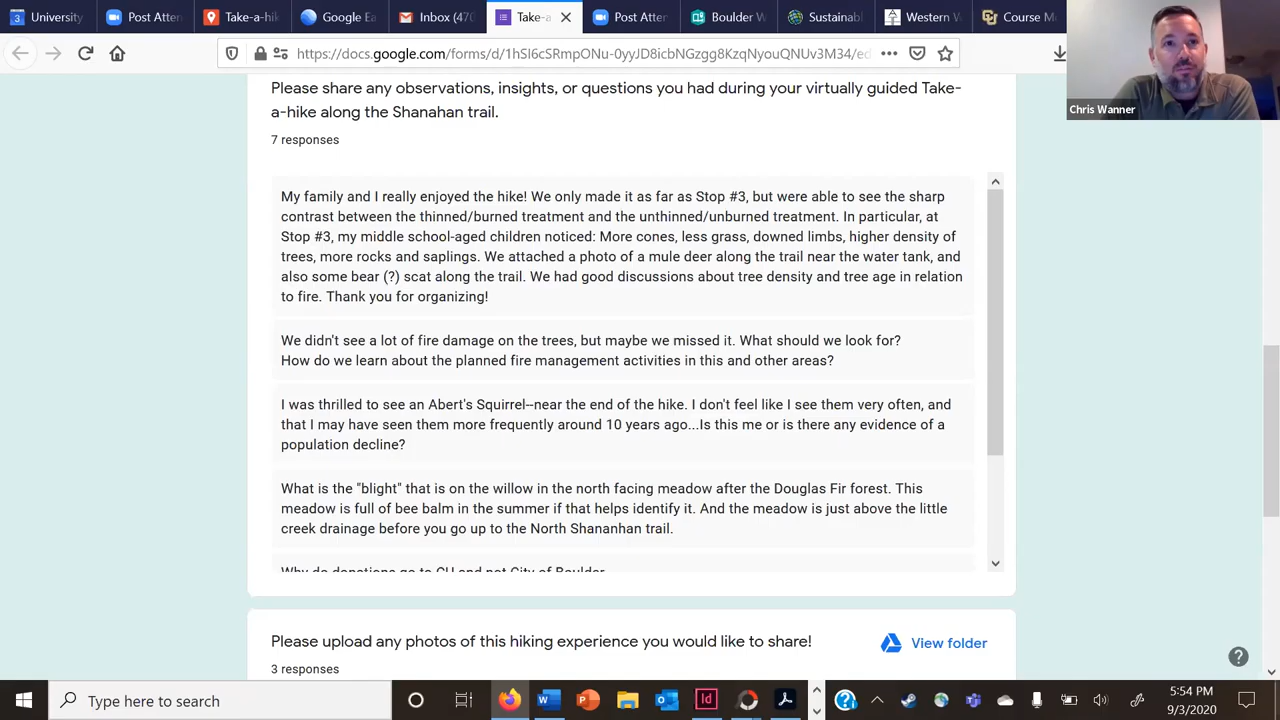 University
Post Atten
Take-a-hik
Google Ea
Inbox (470
Take-a
Post Atten
Boulder W
Sustainabl
Western W
Course Me
https://docs.google.com/forms/d/1hSl6cSRmpONu-0yyJD8icbNGzgg8KzqNyouQNUv3M34/ed
Chris Wanner
Please share any observations, insights, or questions you had during your virtually guided Take-
a-hike along the Shanahan trail.
7 responses
My family and I really enjoyed the hike! We only made it as far as Stop #3, but were able to see the sharp
contrast between the thinned/burned treatment and the unthinned/unburned treatment. In particular, at
Stop #3, my middle school-aged children noticed: More cones, less grass, downed limbs, higher density of
trees, more rocks and saplings. We attached a photo of a mule deer along the trail near the water tank, and
also some bear (?) scat along the trail. We had good discussions about tree density and tree age in relation
to fire. Thank you for organizing!
We didn't see a lot of fire damage on the trees, but maybe we missed it. What should we look for?
How do we learn about the planned fire management activities in this and other areas?
I was thrilled to see an Abert's Squirrel--near the end of the hike. I don't feel like I see them very often, and
that I may have seen them more frequently around 10 years ago...Is this me or is there any evidence of a
population decline?
What is the "blight" that is on the willow in the north facing meadow after the Douglas Fir forest. This
meadow is full of bee balm in the summer if that helps identify it. And the meadow is just above the little
creek drainage before you go up to the North Shananhan trail.
Why do donations go to CU and not City of Boulder
Please upload any photos of this hiking experience you would like to share!
View folder
3 responses
Type here to search
5:54 PM
9/3/2020